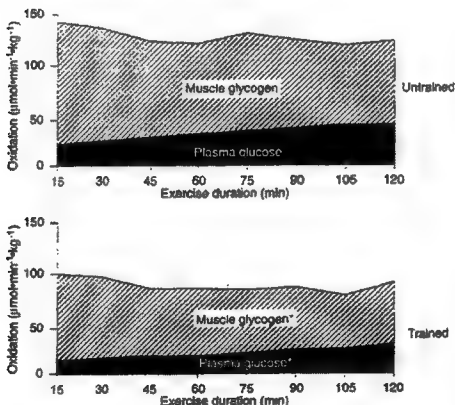 150
100
50
0
Oxidation (μmol•min⁻¹•kg⁻¹)
Muscle glycogen
Plasma glucose
Untrained
15 30 45 60 75 90 105 120
Exercise duration (min)
150
100
50
0
Oxidation (μmol•min⁻¹•kg⁻¹)
Muscle glycogen*
Plasma glucose*
Trained
15 30 45 60 75 90 105 120
Exercise duration (min)